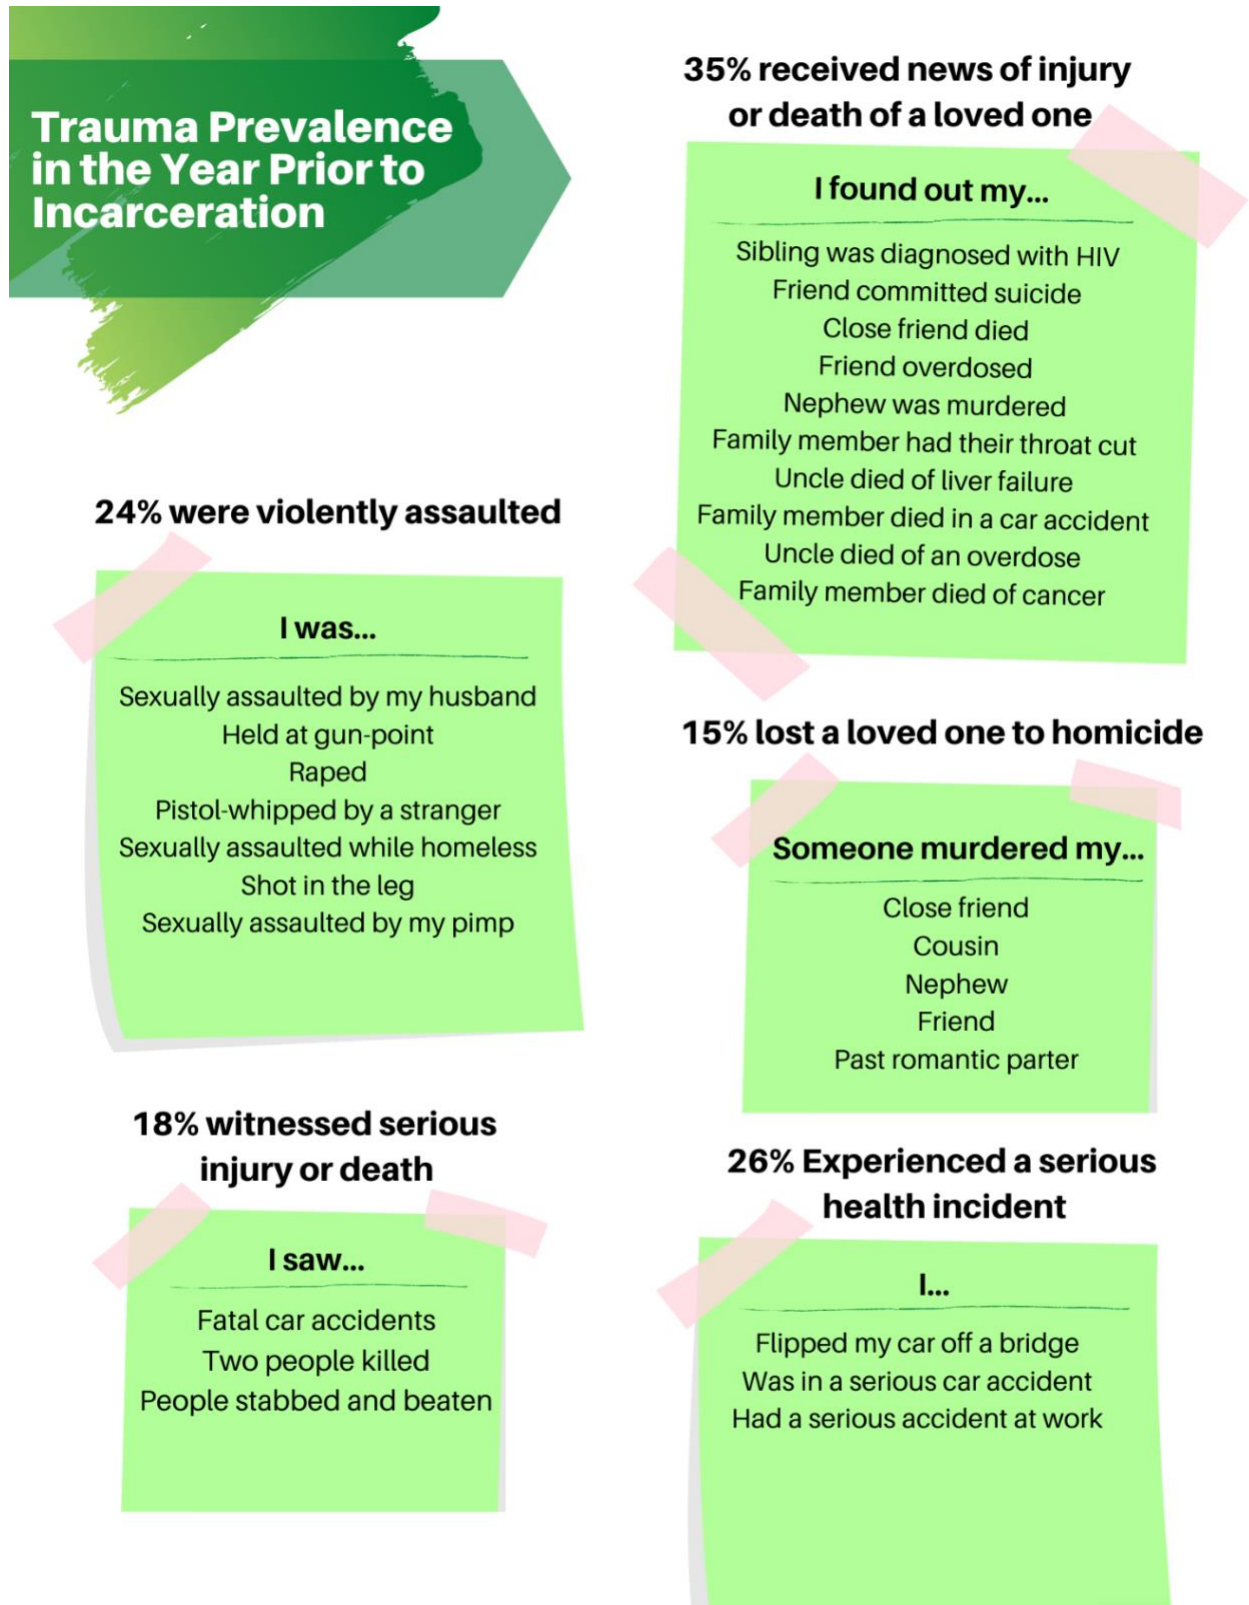 Trauma Prevalence
in the Year Prior to
Incarceration
35% received news of injury
or death of a loved one
I found out my...
Sibling was diagnosed with HIV
Friend committed suicide
Close friend died
Friend overdosed
Nephew was murdered
Family member had their throat cut
Uncle died of liver failure
Family member died in a car accident
Uncle died of an overdose
Family member died of cancer
24% were violently assaulted
I was...
Sexually assaulted by my husband
Held at gun-point
Raped
Pistol-whipped by a stranger
Sexually assaulted while homeless
Shot in the leg
Sexually assaulted by my pimp
15% lost a loved one to homicide
Someone murdered my...
Close friend
Cousin
Nephew
Friend
Past romantic parter
18% witnessed serious
injury or death
I saw...
Fatal car accidents
Two people killed
People stabbed and beaten
26% Experienced a serious
health incident
I...
Flipped my car off a bridge
Was in a serious car accident
Had a serious accident at work